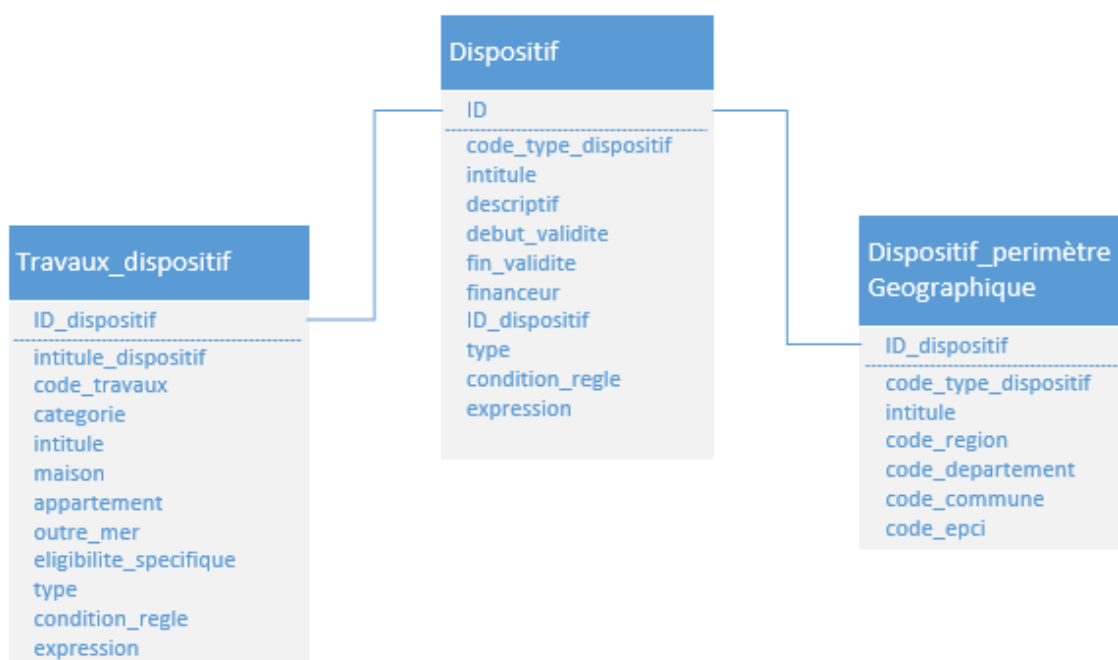 Dispositif
ID
code_type_dispositif
intitule
descriptif
debut_validite
fin_validite
financeur
ID_dispositif
type
condition_regle
expression
Travaux_dispositif
ID_dispositif
intitule_dispositif
code_travaux
categorie
intitule
maison
appartement
outre_mer
eligibilite_specifique
type
condition_regle
expression
Dispositif_perimètre
Geographique
ID_dispositif
code_type_dispositif
intitule
code_region
code_departement
code_commune
code_epci